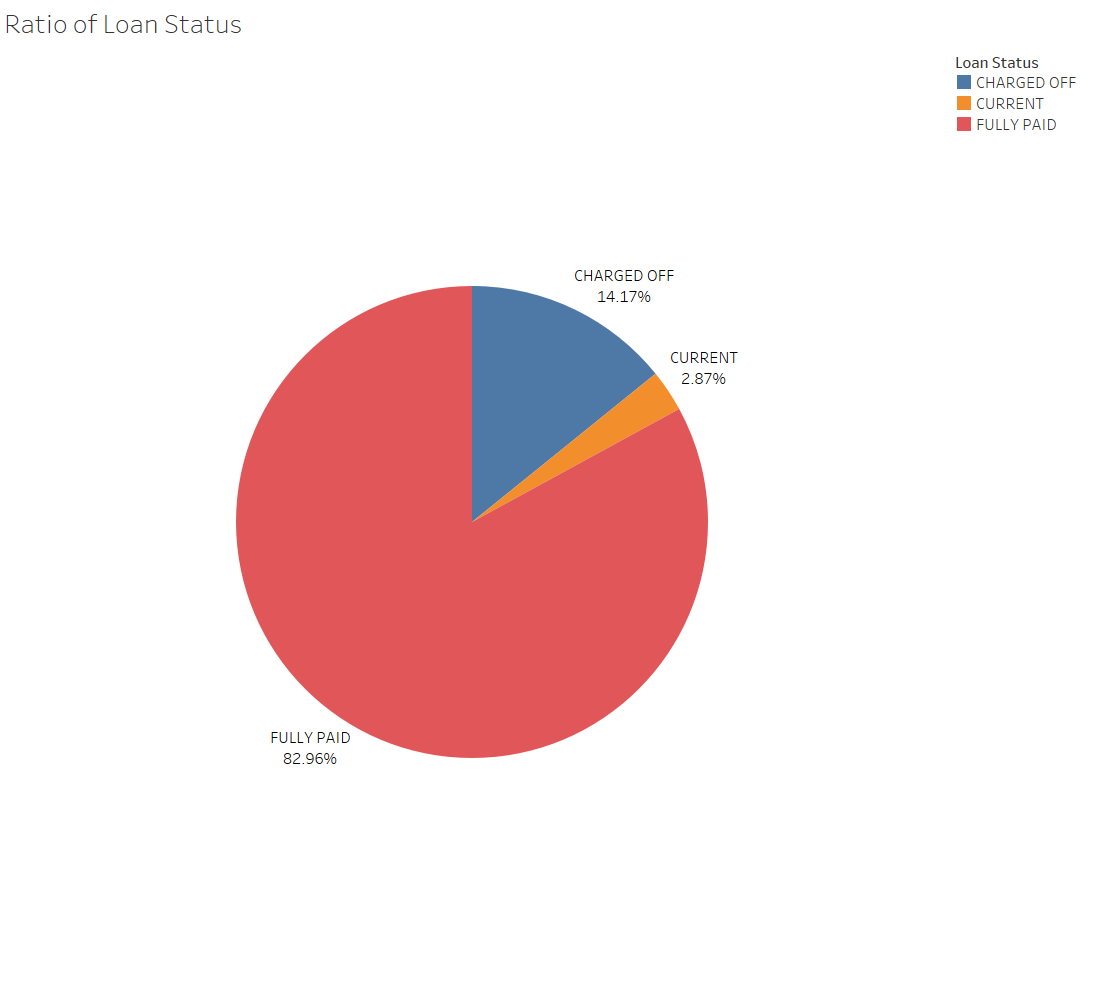 Ratio of Loan Status
Loan Status
CHARGED OFF
CURRENT
FULLY PAID
CHARGED OFF
14.17%
CURRENT
2.87%
FULLY PAID
82.96%